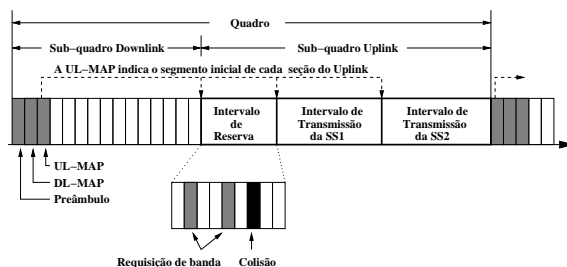 Quadro
Sub−quadro Downlink
Sub−quadro Uplink
A UL−MAP indica o segmento inicial de cada seção do Uplink
Intervalo
de
Reserva
Intervalo de
Transmissão
da SS1
Intervalo de
Transmissão
da SS2
UL−MAP
DL−MAP
Preâmbulo
Requisição de banda
Colisão